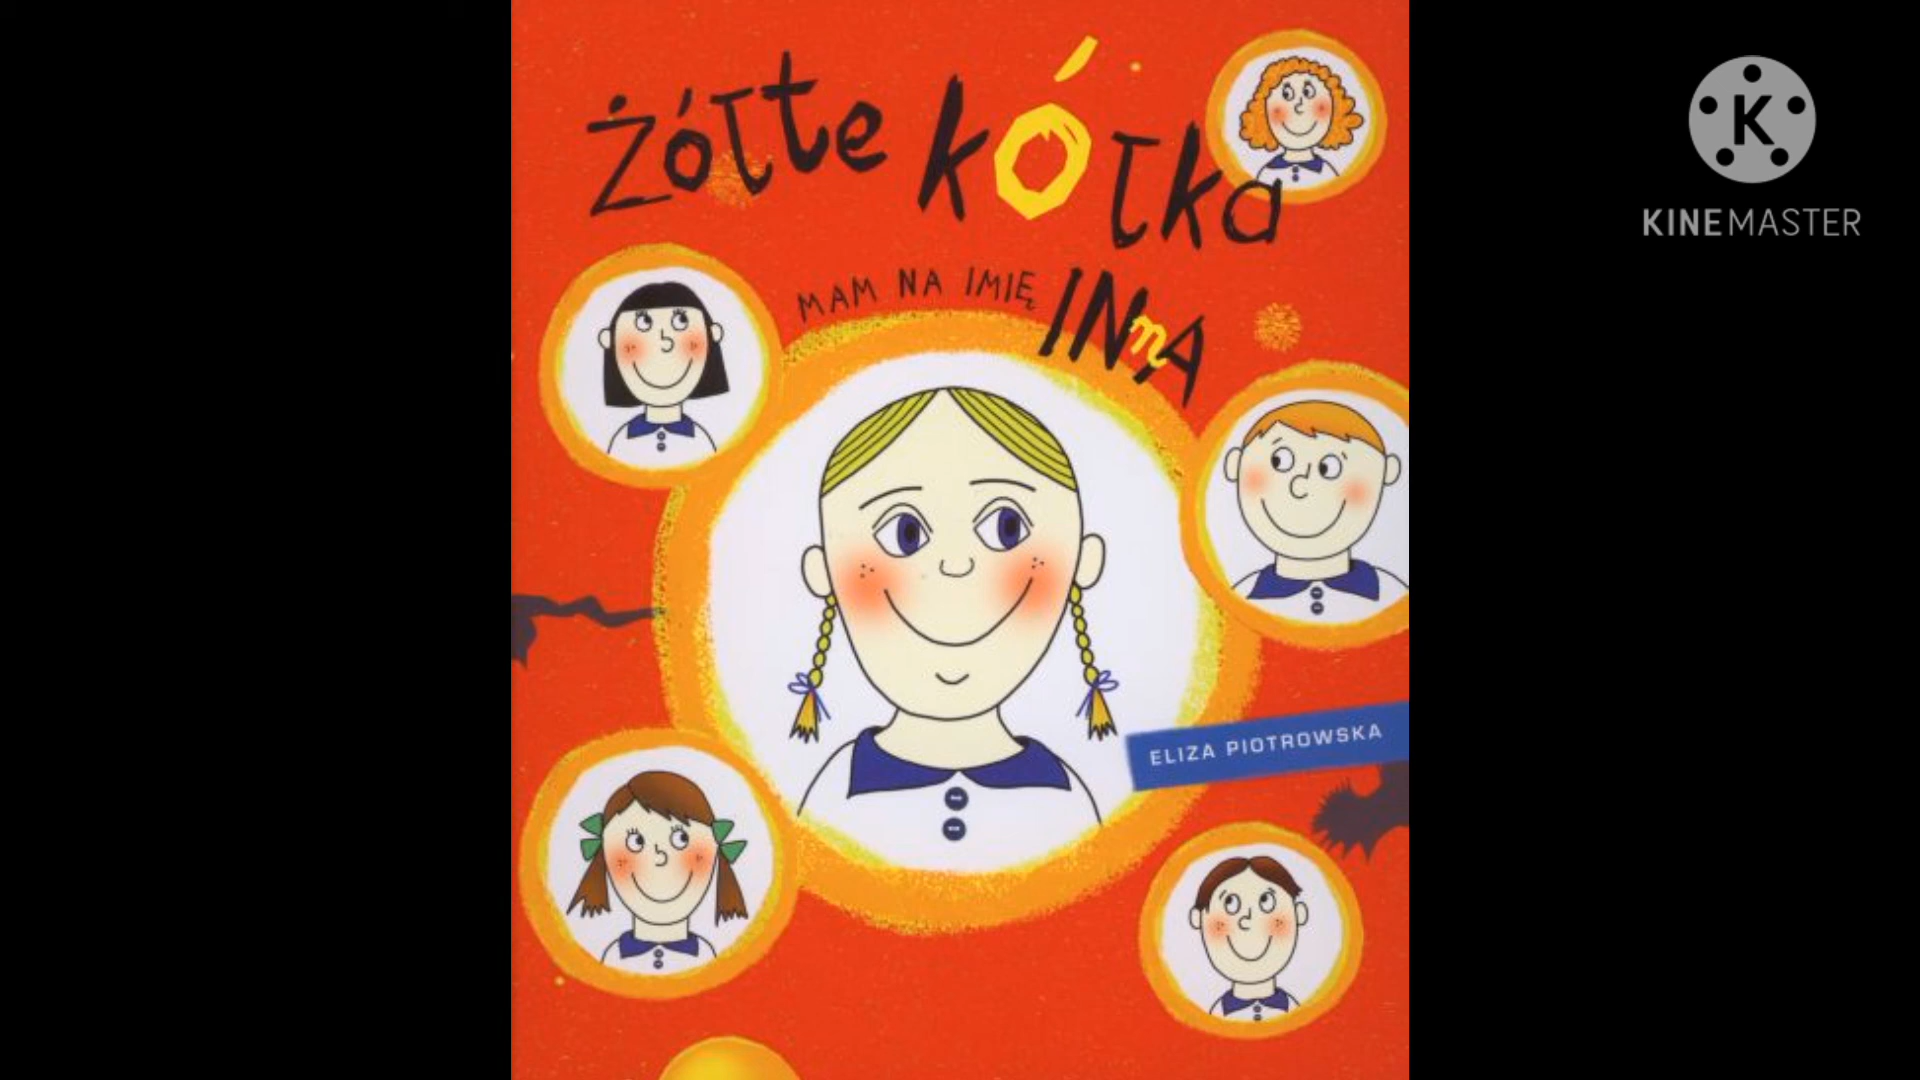 Żółte kółka
MAM NA IMIĘ INnA
ELIZA PIOTROWSKA
K
KINEMASTER